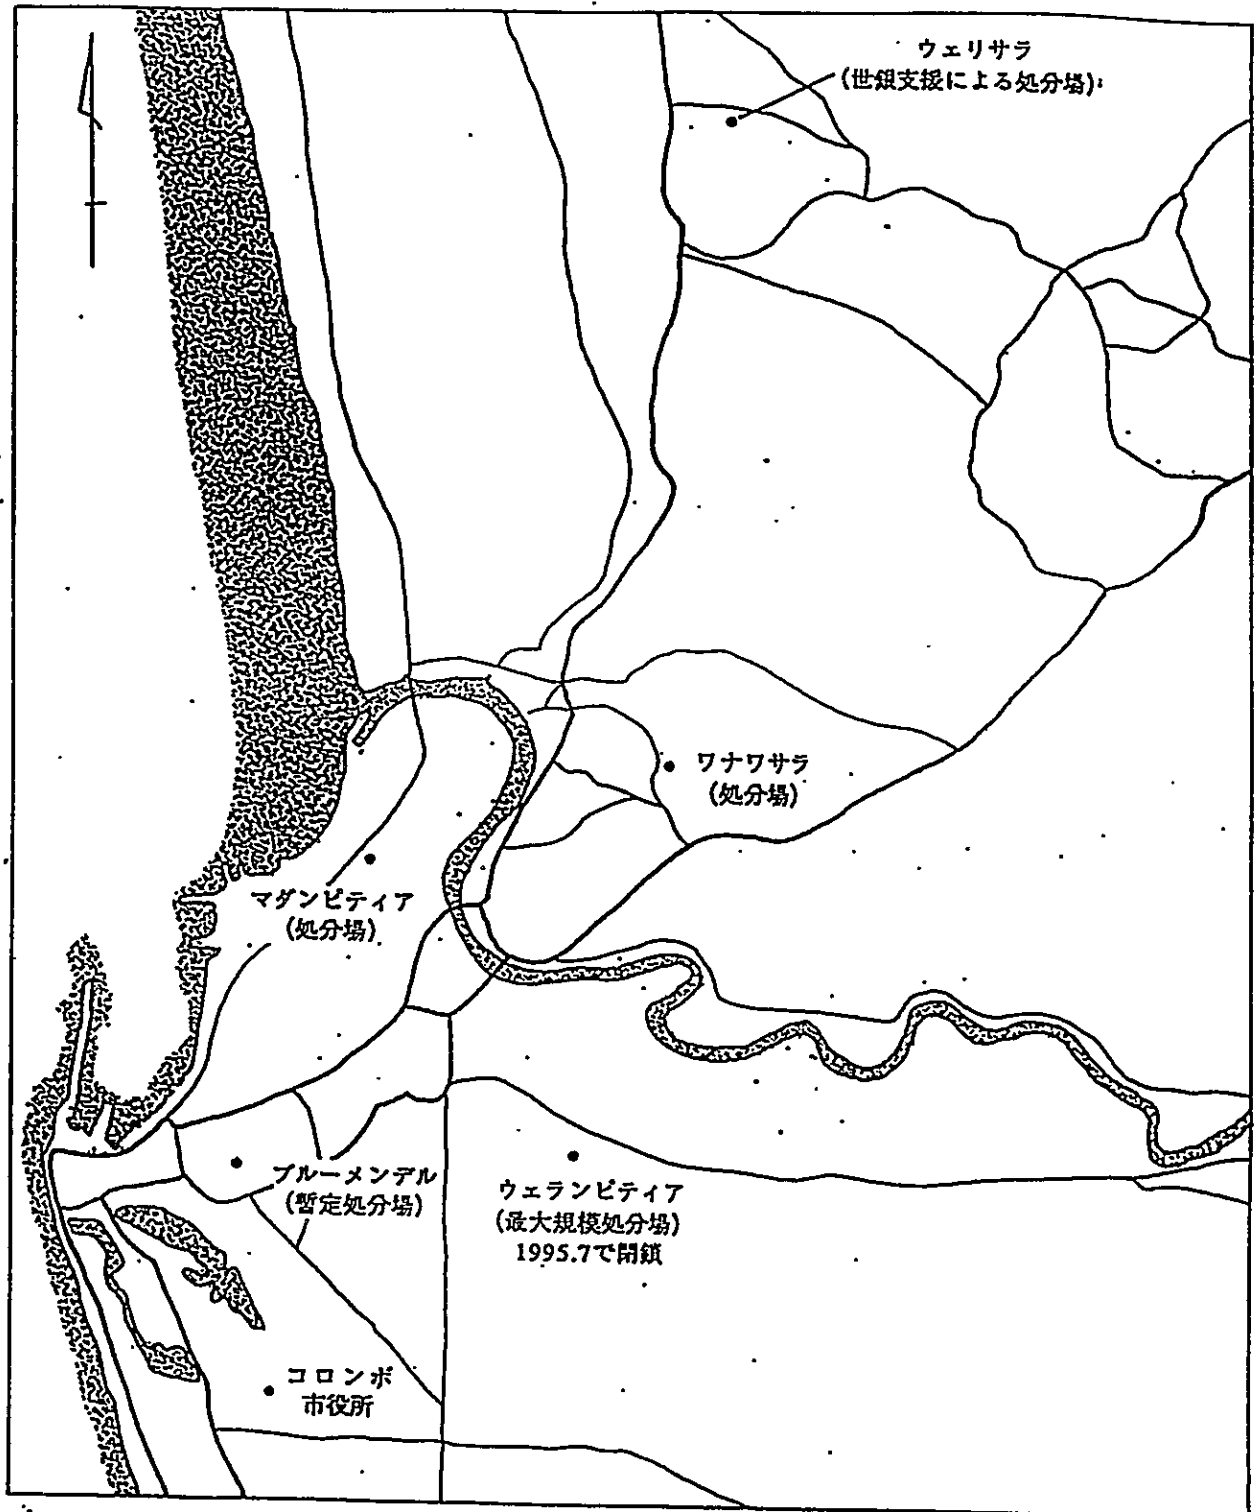 ウェリサラ
(世銀支援による処分場)
ワナワサラ
(処分場)
マダンピティア
(処分場)
ブルーメンデル
(暫定処分場)
ウェランピティア
(最大規模処分場)
1995.7で閉鎖
コロンボ
市役所